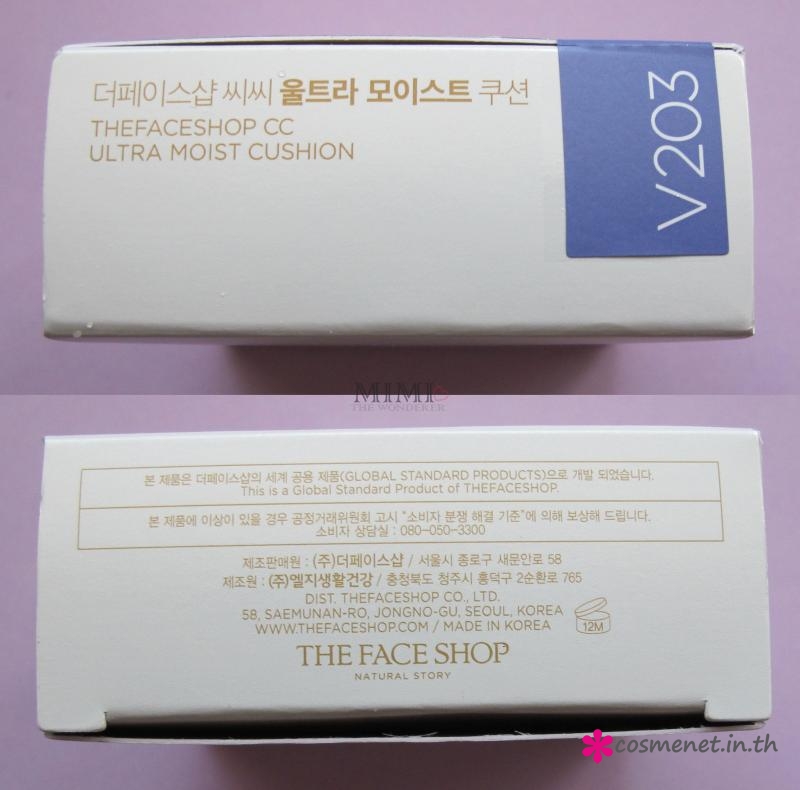 더페이스샵 씨씨 울트라 모이스트 쿠션
THEFACESHOP CC
ULTRA MOIST CUSHION
V203
MIMI
THE WONDERER
본 제품은 더페이스샵의 세계 공용 제품(GLOBAL STANDARD PRODUCTS)으로 개발 되었습니다.
This is a Global Standard Product of THEFACESHOP.
본 제품에 이상이 있을 경우 공정거래위원회 고시 "소비자 분쟁 해결 기준"에 의해 보상해 드립니다.
소비자 상담실 : 080-050-3300
제조판매원 : (주)더페이스샵 / 서울시 종로구 새문안로 58
제조원 : (주)엘지생활건강 / 충청북도 청주시 흥덕구 2순환로 765
DIST. THEFACESHOP CO., LTD.
58, SAEMUNAN-RO, JONGNO-GU, SEOUL, KOREA
WWW.THEFACESHOP.COM / MADE IN KOREA
12M
THE FACE SHOP
NATURAL STORY
cosmenet.in.th